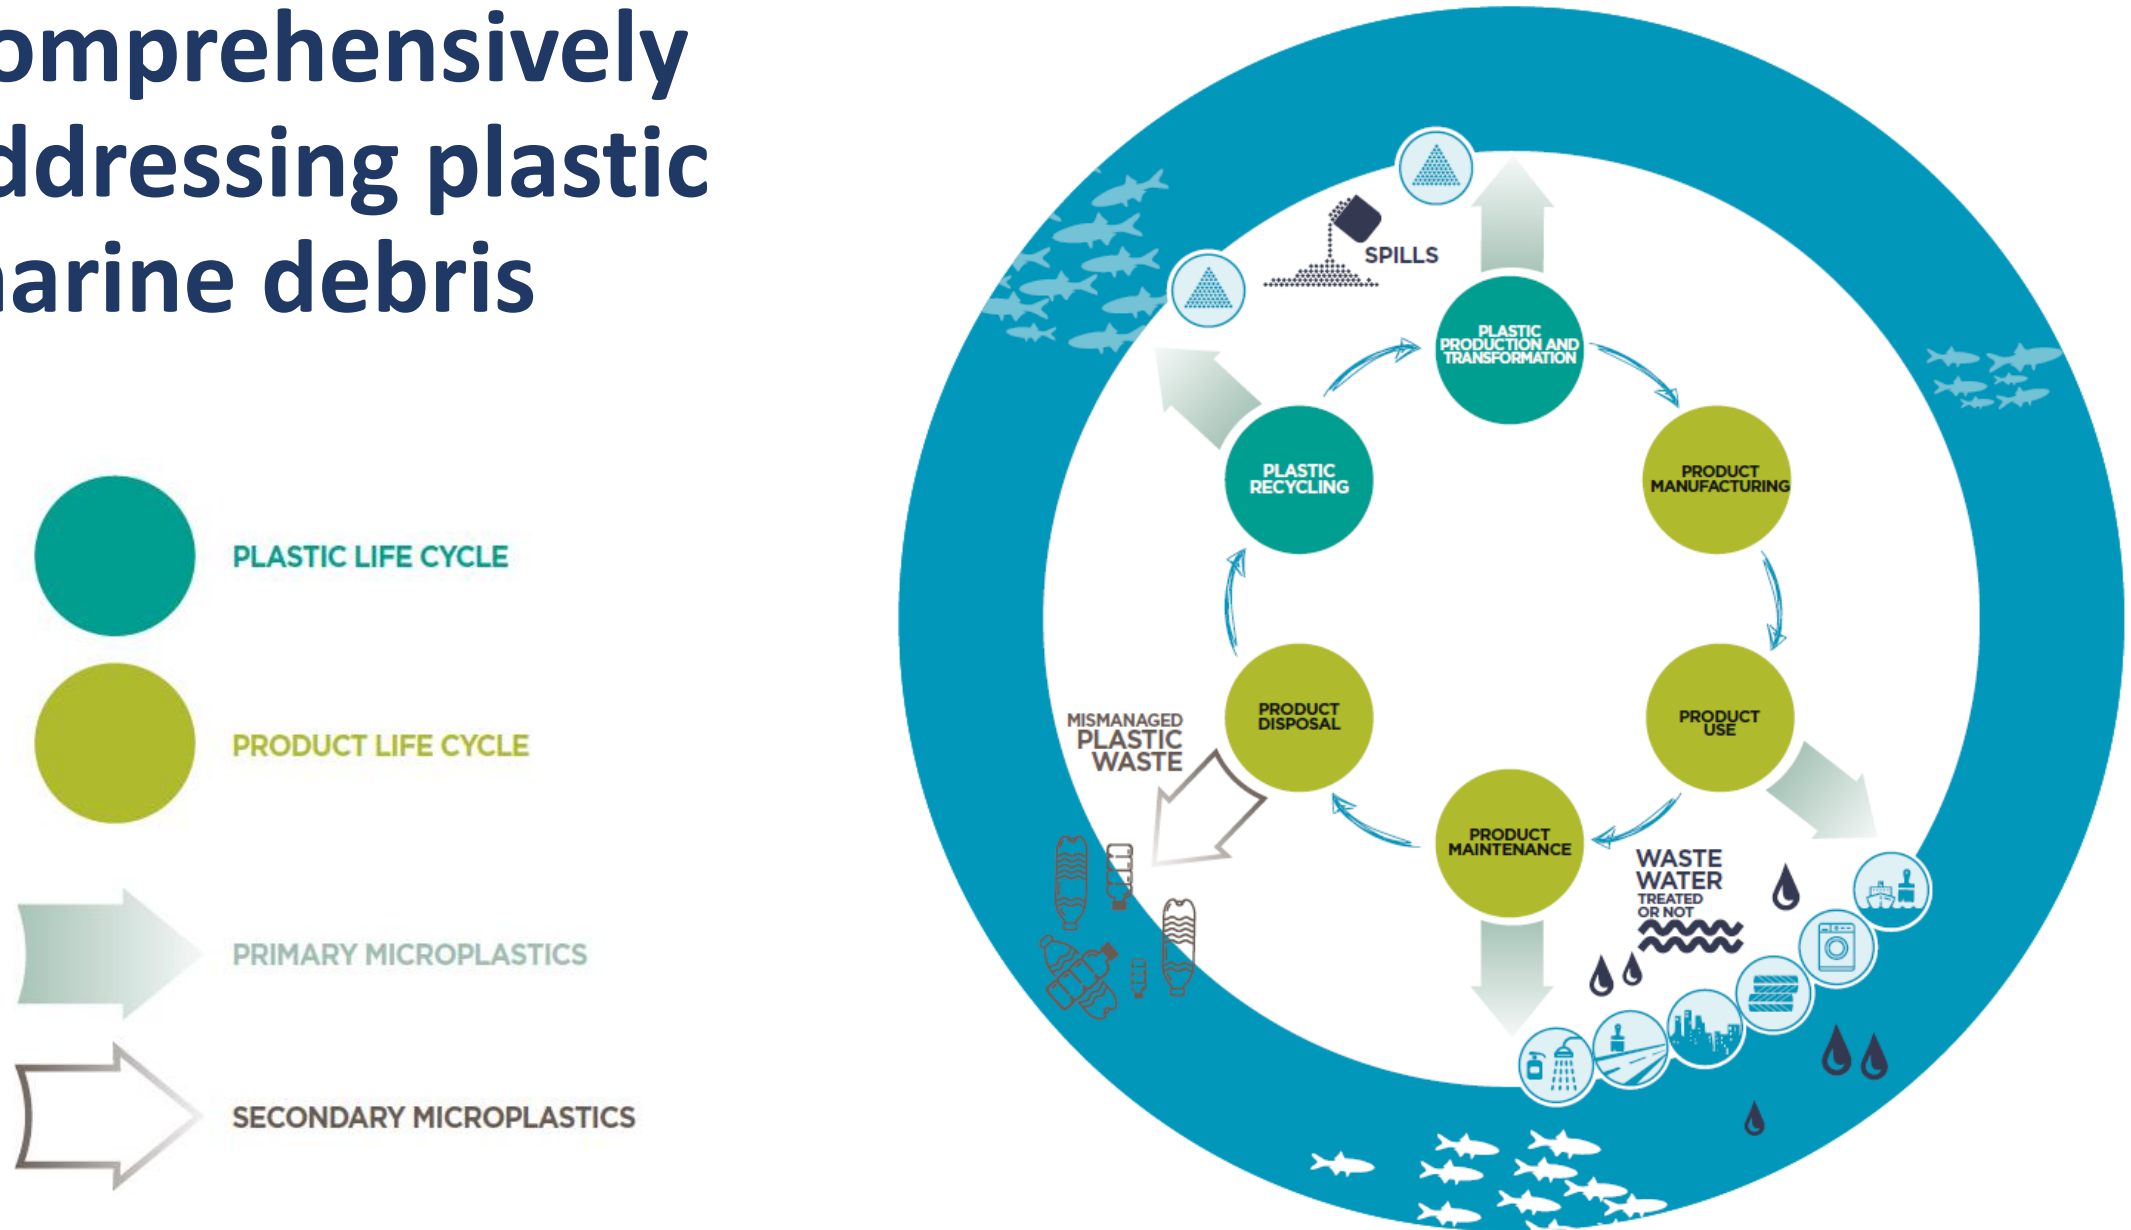 omprehensively
ddressing plastic
arine debris
PLASTIC LIFE CYCLE
PRODUCT LIFE CYCLE
PRIMARY MICROPLASTICS
SECONDARY MICROPLASTICS
SPILLS
PLASTIC
PRODUCTION AND
TRANSFORMATION
PLASTIC
RECYCLING
PRODUCT
MANUFACTURING
PRODUCT
DISPOSAL
PRODUCT
USE
MISMANAGED
PLASTIC
WASTE
PRODUCT
MAINTENANCE
WASTE
WATER
TREATED
OR NOT